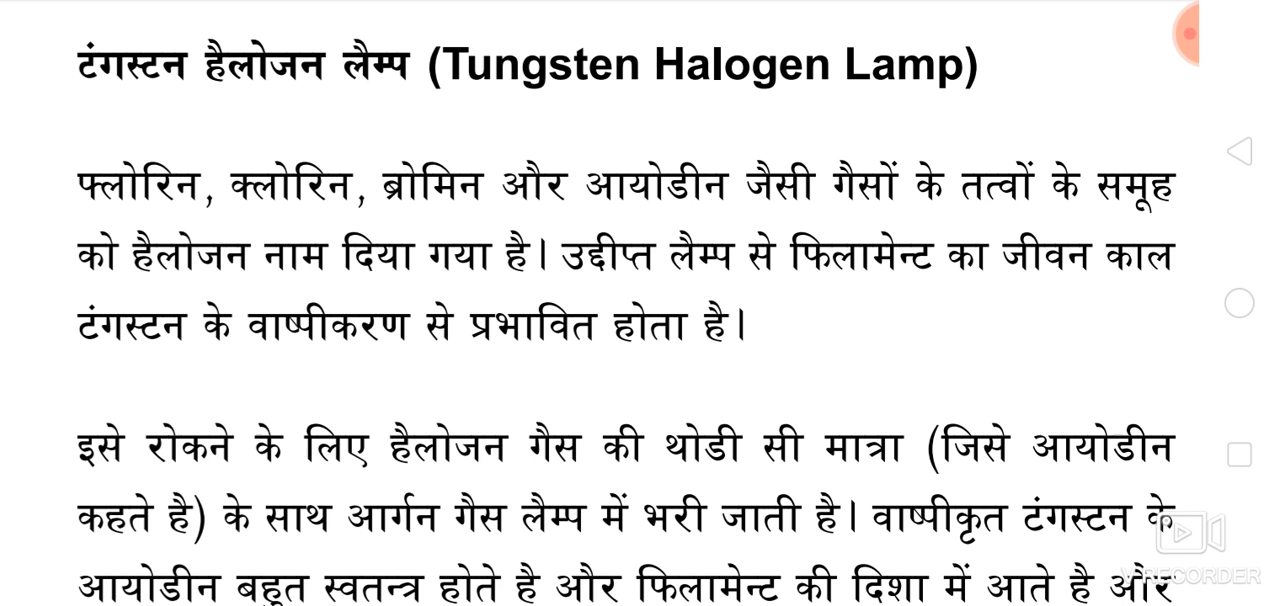 टंगस्टन हैलोजन लैम्प (Tungsten Halogen Lamp)
फ्लोरिन, क्लोरिन, ब्रोमिन और आयोडीन जैसी गैसों के तत्वों के समूह
को हैलोजन नाम दिया गया है। उद्दीप्त लैम्प से फिलामेन्ट का जीवन काल
टंगस्टन के वाष्पीकरण से प्रभावित होता है।
इसे रोकने के लिए हैलोजन गैस की थोडी सी मात्रा (जिसे आयोडीन
कहते है) के साथ आर्गन गैस लैम्प में भरी जाती है। वाष्पीकृत टंगस्टन के
आयोडीन बहुत स्वतन्त्र होते है और फिलामेन्ट की दिशा में आते है और
VRECORDER